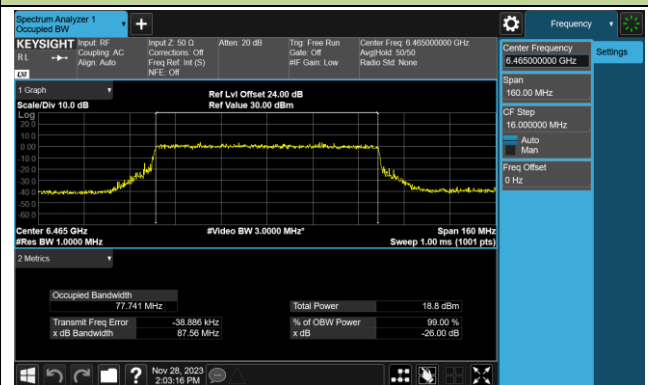 Spectrum Analyzer 1
Occupied BW
Frequency
KEYSIGHT
RL
LXI
Input: RF
Coupling: AC
Align: Auto
Input Z: 50 Ω
Corrections: Off
Freq Ref: Int (S)
NFE: Off
Atten: 20 dB
Trig: Free Run
Gate: Off
#IF Gain: Low
Center Freq: 6.465000000 GHz
Avg|Hold: 50/50
Radio Std: None
Center Frequency
6.465000000 GHz
Settings
Span
160.00 MHz
CF Step
16.000000 MHz
Auto
Man
Freq Offset
0 Hz
1 Graph
Scale/Div 10.0 dB
Ref Lvl Offset 24.00 dB
Ref Value 30.00 dBm
Log
20.0
10.0
0.00
-10.0
-20.0
-30.0
-40.0
-50.0
-60.0
Center 6.465 GHz
#Video BW 3.0000 MHz*
Span 160 MHz
#Res BW 1.0000 MHz
Sweep 1.00 ms (1001 pts)
2 Metrics
Occupied Bandwidth
77.741 MHz
Total Power 18.8 dBm
Transmit Freq Error -38.886 kHz
% of OBW Power 99.00 %
x dB Bandwidth 87.56 MHz
x dB -26.00 dB
?
Nov 28, 2023
2:03:16 PM